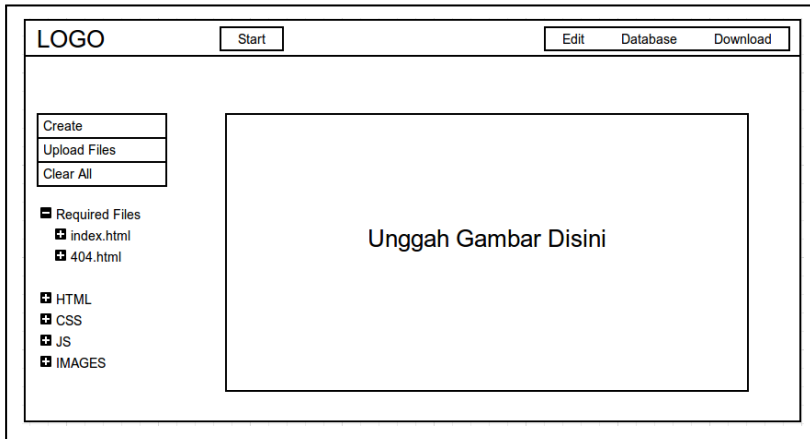 LOGO
Start
Edit Database Download
Create
Upload Files
Clear All
Required Files
index.html
404.html
HTML
CSS
JS
IMAGES
Unggah Gambar Disini